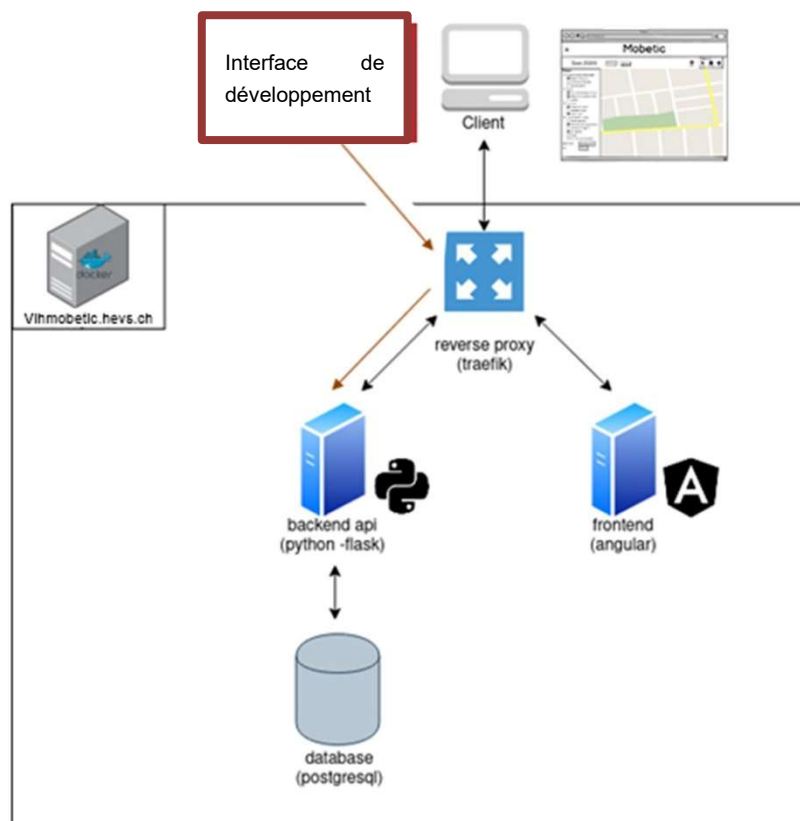 Interface de
développement
Client
Mobetic
docker
Vlhmobetic.hevs.ch
reverse proxy
(traefik)
backend api
(python -flask)
frontend
(angular)
database
(postgresql)